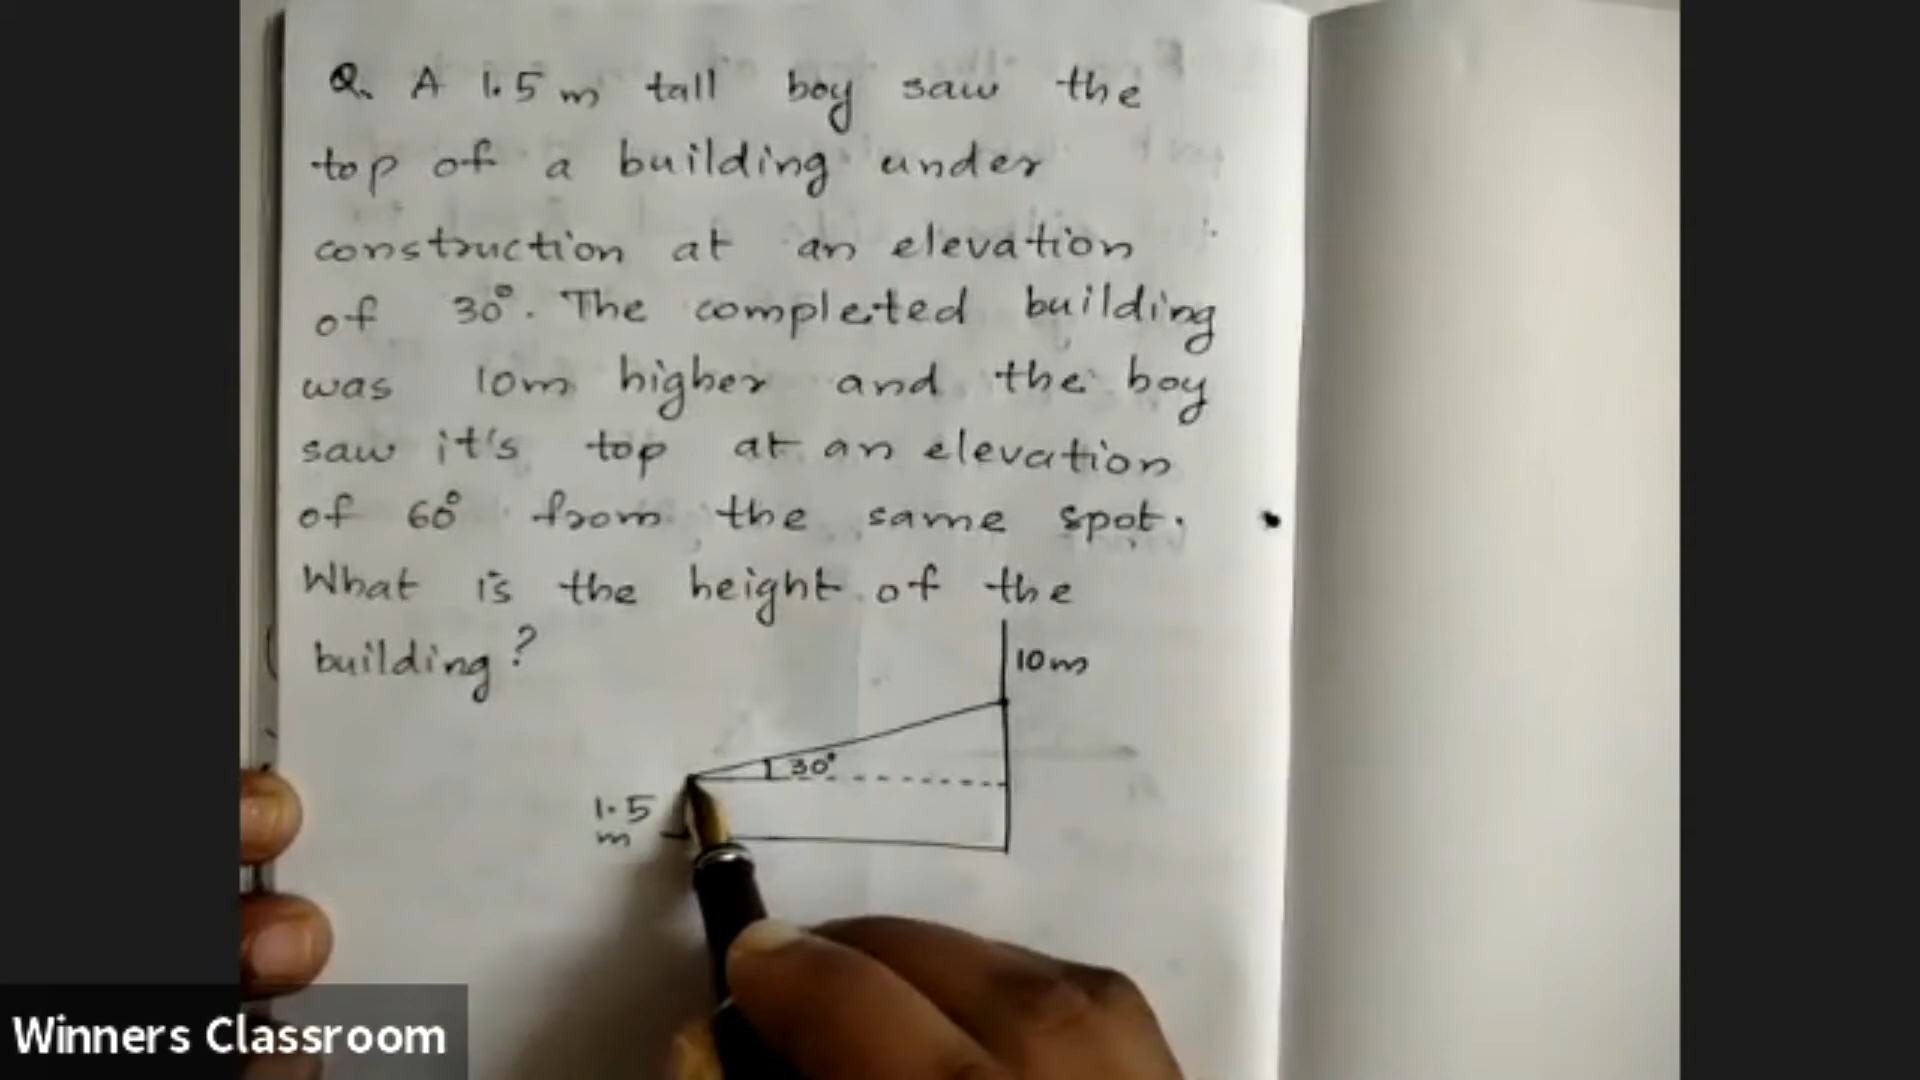 Q. A 1.5 m tall boy saw the
top of a building under
construction at an elevation
of 30°. The completed building
was 10m higher and the boy
saw it's top at an elevation
of 60° from the same spot.
What is the height of the
building?
10m
30°
1.5
m
Winners Classroom